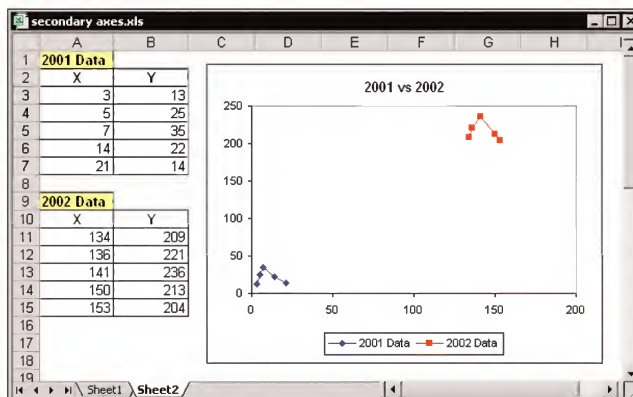 secondary axes.xls
A B C D E F G H I
1 2001 Data
2 X Y
3 3 13
4 5 25
5 7 35
6 14 22
7 21 14
8
9 2002 Data
10 X Y
11 134 209
12 136 221
13 141 236
14 150 213
15 153 204
16
17
18
19
2001 vs 2002
250
200
150
100
50
0
0 50 100 150 200
2001 Data 2002 Data
Sheet1 Sheet2